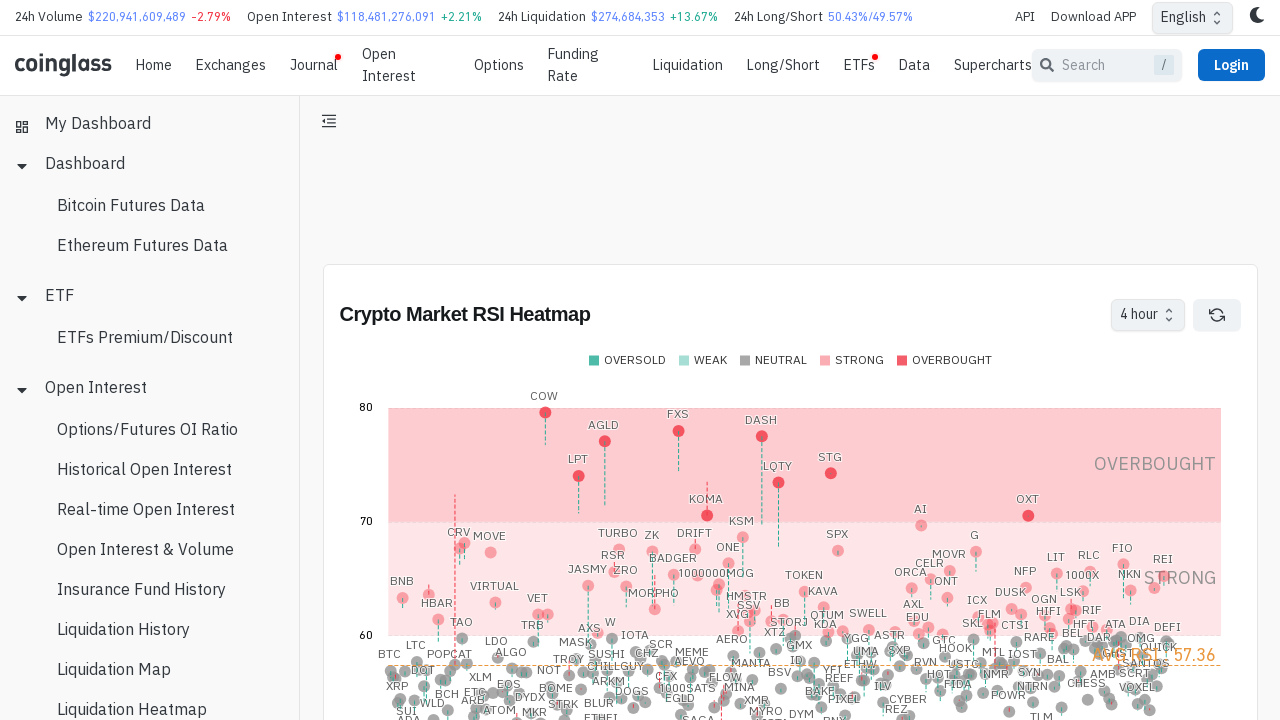 24h Volume $220,941,609,489 -2.79% Open Interest $118,481,276,091 +2.21% 24h Liquidation $274,684,353 +13.67% 24h Long/Short 50.43%/49.57% API Download APP English
coinglass Home Exchanges Journal Open Interest Options Funding Rate Liquidation Long/Short ETFs Data Supercharts Search / Login
My Dashboard
Dashboard
Bitcoin Futures Data
Ethereum Futures Data
ETF
ETFs Premium/Discount
Open Interest
Options/Futures OI Ratio
Historical Open Interest
Real-time Open Interest
Open Interest & Volume
Insurance Fund History
Liquidation History
Liquidation Map
Liquidation Heatmap
Crypto Market RSI Heatmap 4 hour
OVERSOLD WEAK NEUTRAL STRONG OVERBOUGHT
COW
80
FXS
AGLD DASH
LPT LQTY STG OVERBOUGHT
KOMA OXT
AI
70 KSM
CRV MOVE TURBO ZK DRIFT SPX G
ONE FIO
RSR BADGER MOVR LIT RLC REI
JASMY ZRO 1000000MOG CELR
BNB TOKEN ORCA NFP 1000X NKN STRONG
VIRTUAL MORPHO HMSTR KAVA ONT DUSK LSK
HBAR VET SSV BB AXL ICX OGN
XVG TUM SWELL FLM HIFI RIF
TAO TRB W STORJ KDA EDU SKL CTSI HFT ATA DIA DEFI
60 AXS IOTA AERO XTZ YGG ASTR GTC RARE BEL DAR OMG
LTC LDO MASK SCR GMX HOOK QUICK
BTC POPCAT ALGO SUSHI CHZ MEME UMA SXP MTL IOST
TROY AEVO MANTA ID ETHW RVN USTC BAL AVG RSI : 57.36
DOT NOT CHILLGUY CFX FLOW BSV YFI HOT NMR SYN AMB SCRT
XRP XLM EOS BOME ARKM 1000SATS MINA REEF ILV FIDA NTRN CHESS VOXEL
BCH ETC DYDX DOGS EGLD XMR BAKE PIXEL CYBER POWR
SUI WLD ARB STRK BLUR MYRO DYM REZ
ATOM MKR SAGA TLM